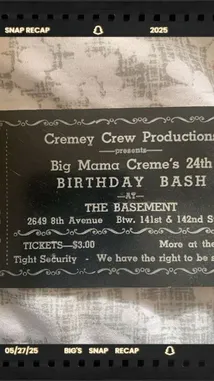 SNAP RECAP 2025
Cremey Crew Productions
presents
Big Mama Creme's 24th
BIRTHDAY BASH
—AT—
THE BASEMENT
2649 8th Avenue Btw. 141st & 142nd S
TICKETS—$3.00 More at the
Tight Security - We have the right to be s
05/27/25 BIG'S SNAP RECAP